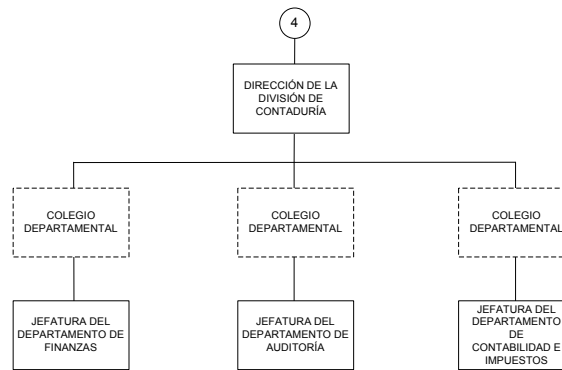 4
DIRECCIÓN DE LA
DIVISIÓN DE
CONTADURÍA
COLEGIO
DEPARTAMENTAL
COLEGIO
DEPARTAMENTAL
COLEGIO
DEPARTAMENTAL
JEFATURA DEL
DEPARTAMENTO DE
FINANZAS
JEFATURA DEL
DEPARTAMENTO DE
AUDITORÍA
JEFATURA DEL
DEPARTAMENTO
DE
CONTABILIDAD E
IMPUESTOS